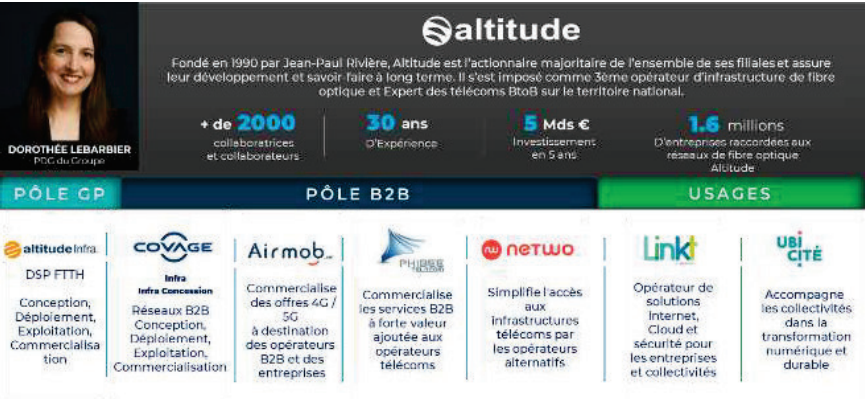 altitude
Fondé en 1990 par Jean-Paul Rivière, Altitude est l'actionnaire majoritaire de l'ensemble de ses filiales et assure
leur développement et savoir-faire à long terme. Il s'est imposé comme 3ème opérateur d'infrastructure de fibre
optique et Expert des télécoms BtoB sur le territoire national.
DOROTHÉE LEBARBIER
PDG du Groupe
+ de 2000
collaboratrices
et collaborateurs
30 ans
D'Expérience
5 Mds €
Investissement
en 5 ans
1.6 millions
D'entreprises raccordées aux
réseaux de fibre optique
Altitude
PÔLE GP
PÔLE B2B
USAGES
altitude Infra.
DSP FTTH
Conception,
Déploiement,
Exploitation,
Commercialisa
tion
COVAGE
Infra
Infra Concession
Réseaux B2B
Conception,
Déploiement,
Exploitation,
Commercialisation
Airmob
Commercialise
des offres 4G /
5G
à destination
des opérateurs
B2B et des
entreprises
PHIBEE
TELECOM
Commercialise
les services B2B
à forte valeur
ajoutée aux
opérateurs
télécoms
nw netwo
Simplifie l'accès
aux
infrastructures
télécoms par
les opérateurs
alternatifs
Linkt
Opérateur de
solutions
Internet,
Cloud et
sécurité pour
les entreprises
et collectivités
UBI
CITÉ
Accompagne
les collectivités
dans la
transformation
numérique et
durable